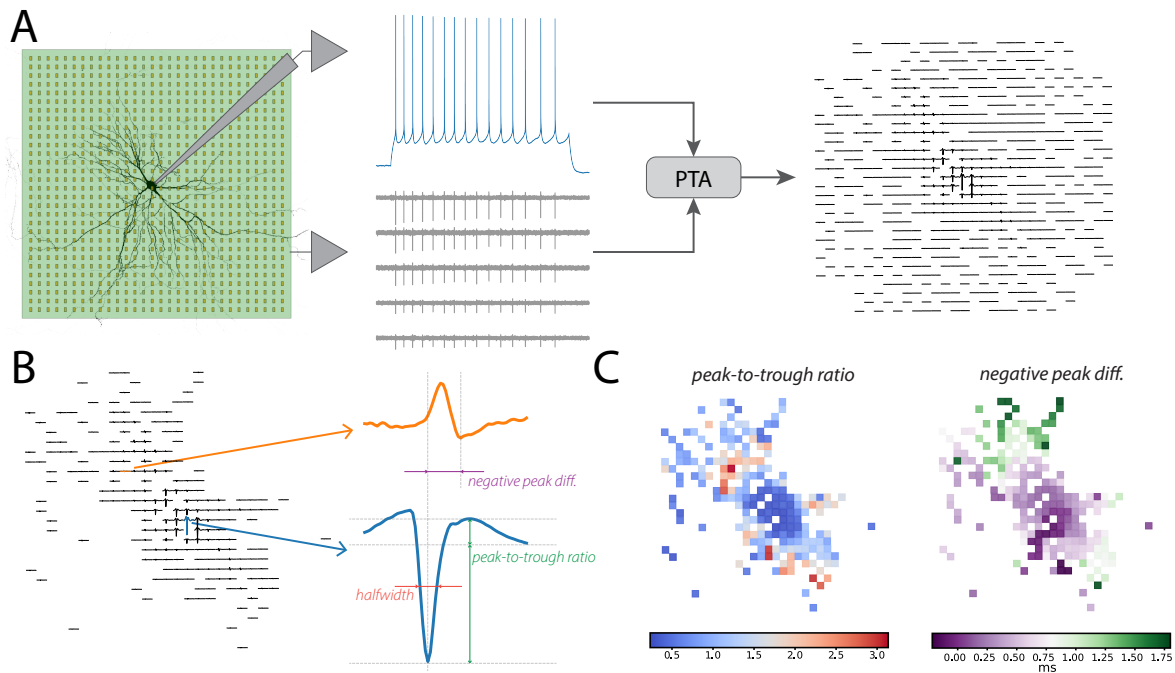 A
PTA
B
negative peak diff.
peak-to-trough ratio
halfwidth
C
peak-to-trough ratio
negative peak diff.
0.5 1.0 1.5 2.0 2.5 3.0
0.00 0.25 0.50 0.75 1.00 1.25 1.50 1.75
ms